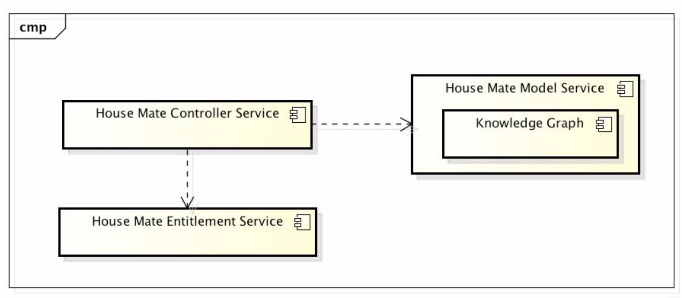 cmp
House Mate Controller Service
House Mate Model Service
Knowledge Graph
House Mate Entitlement Service